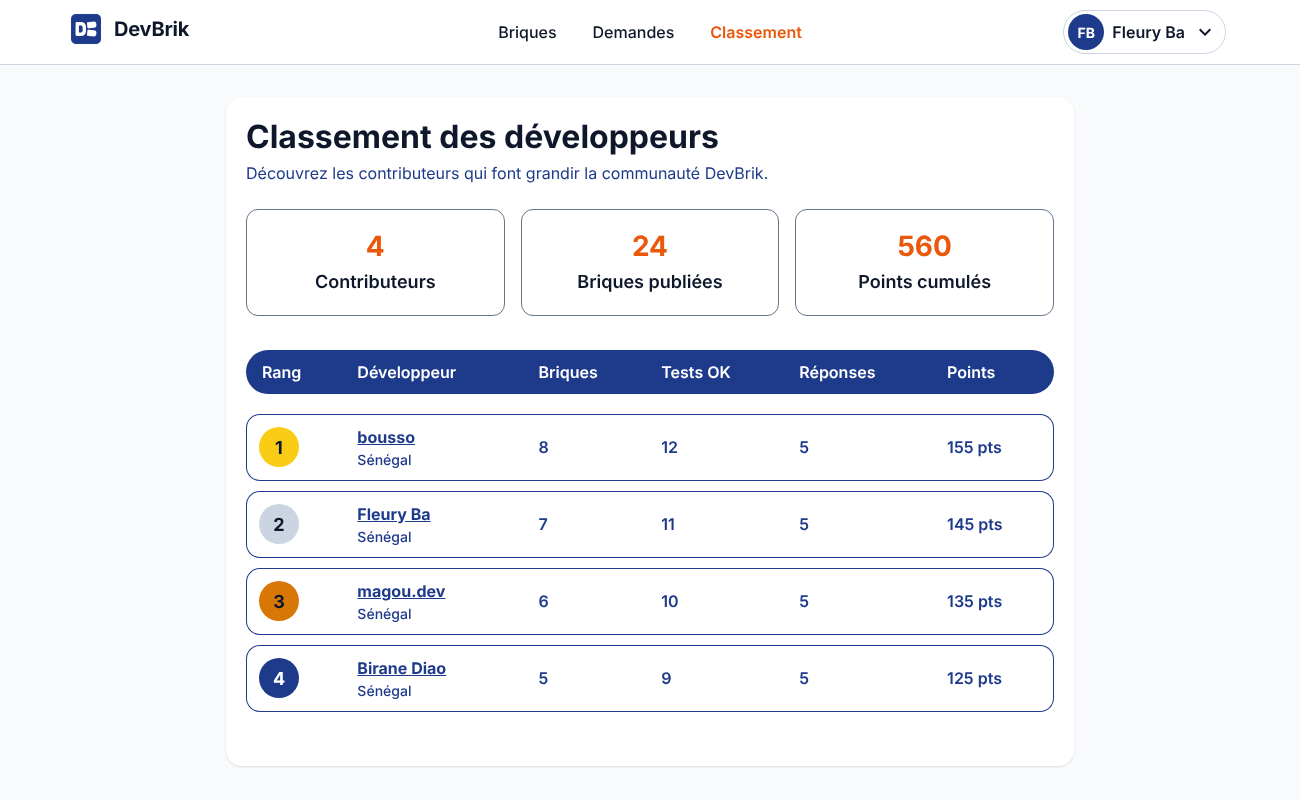 DevBrik
Briques
Demandes
Classement
FB
Fleury Ba
Classement des développeurs
Découvrez les contributeurs qui font grandir la communauté DevBrik.
4
Contributeurs
24
Briques publiées
560
Points cumulés
Rang Développeur Briques Tests OK Réponses Points
1 bousso 8 12 5 155 pts
Sénégal
2 Fleury Ba 7 11 5 145 pts
Sénégal
3 magou.dev 6 10 5 135 pts
Sénégal
4 Birane Diao 5 9 5 125 pts
Sénégal